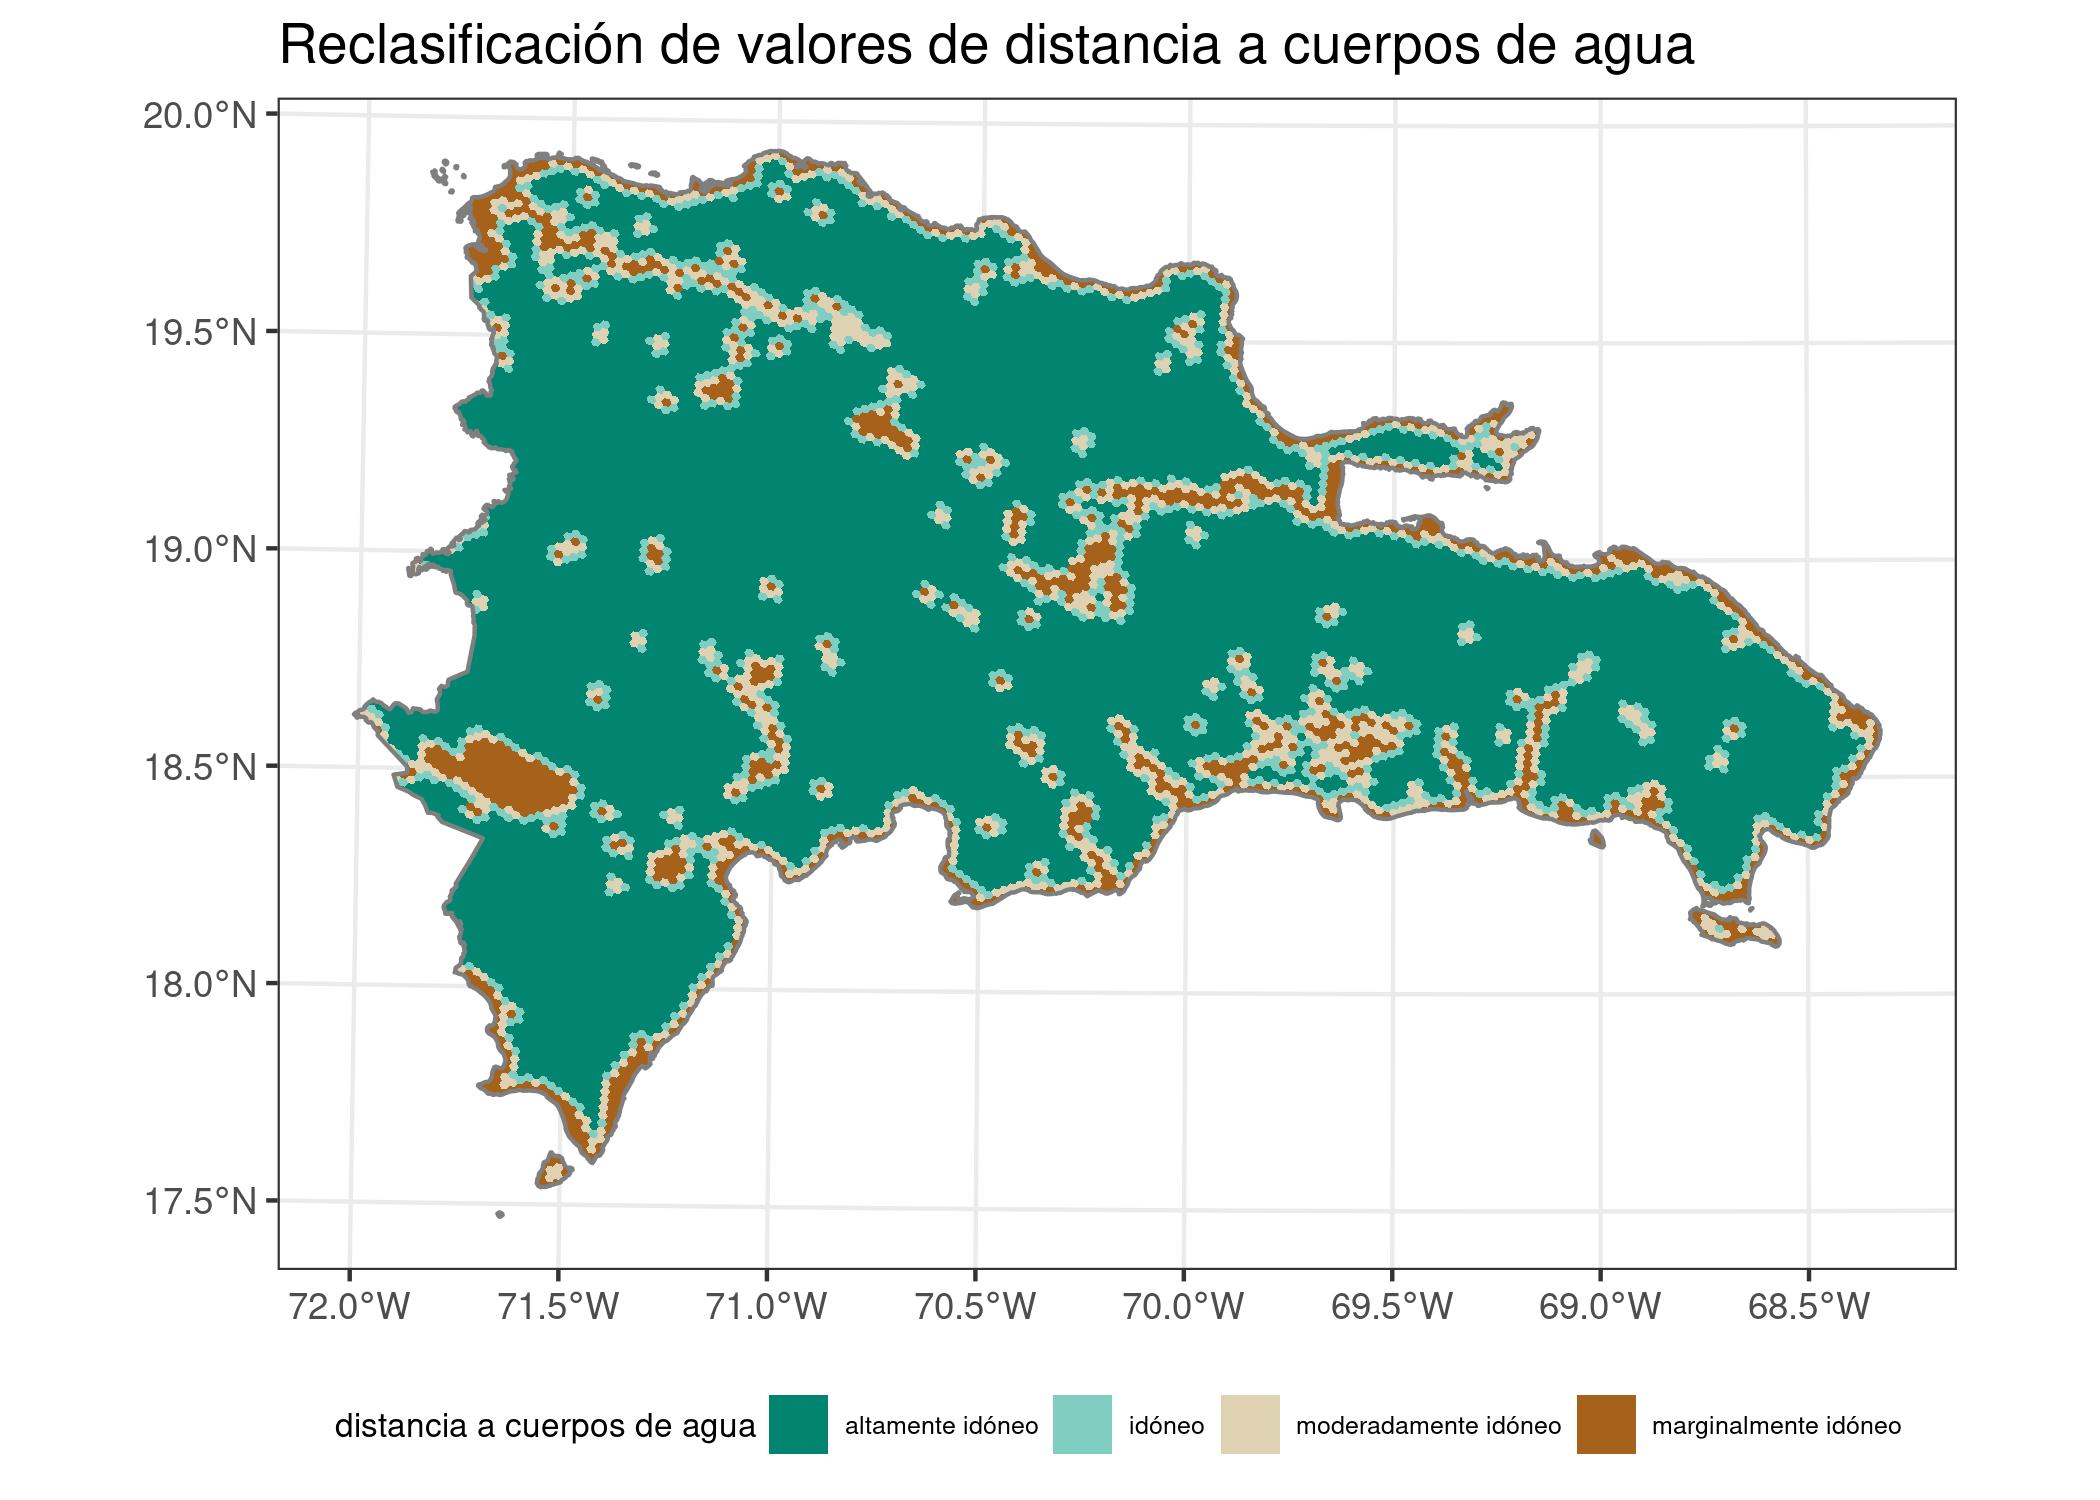 Reclasificación de valores de distancia a cuerpos de agua
20.0°N
19.5°N
19.0°N
18.5°N
18.0°N
17.5°N
72.0°W 71.5°W 71.0°W 70.5°W 70.0°W 69.5°W 69.0°W 68.5°W
distancia a cuerpos de agua altamente idóneo idóneo moderadamente idóneo marginalmente idóneo